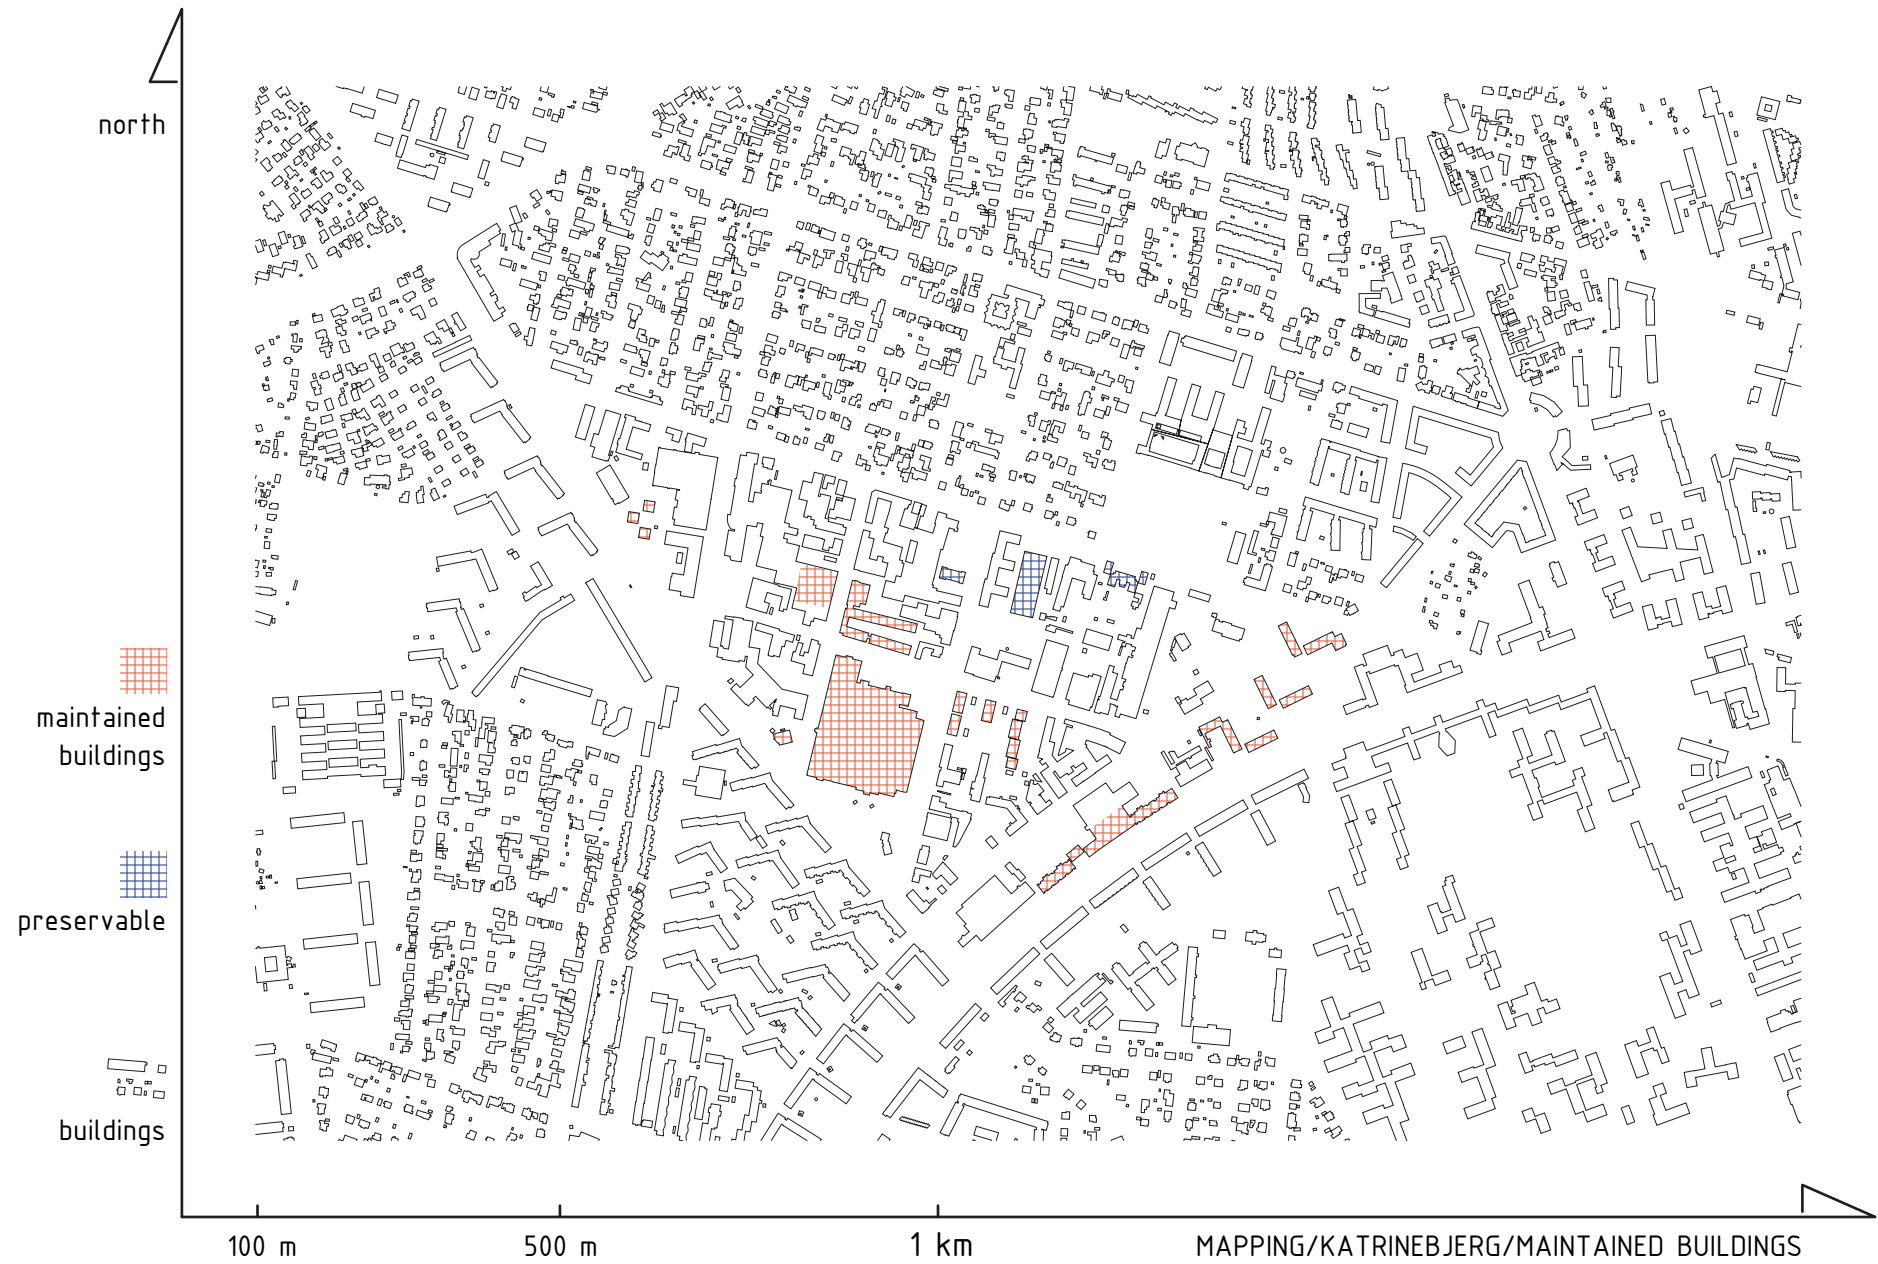 north
maintained
buildings
preservable
buildings
100 m
500 m
1 km
MAPPING/KATRINEBJERG/MAINTAINED BUILDINGS